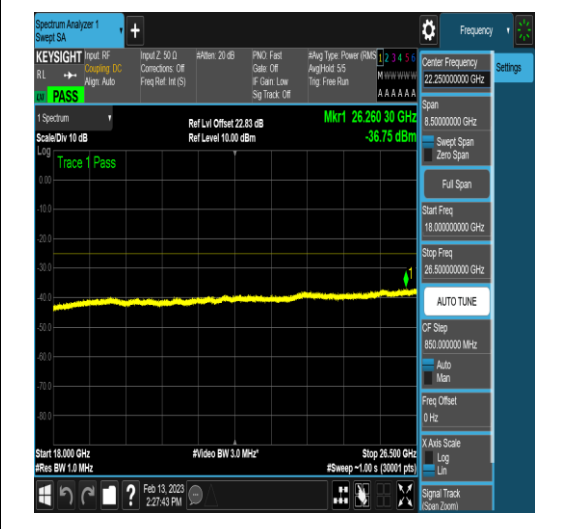 Spectrum Analyzer 1
Swept SA
+
Frequency
KEYSIGHT
RL
Input: RF
Coupling: DC
Align: Auto
Input Z: 50 Ω
Corrections: Off
Freq Ref: Int (S)
#Atten: 20 dB
PNO: Fast
Gate: Off
IF Gain: Low
Sig Track: Off
#Avg Type: Power (RMS
Avg|Hold: 5/5
Trig: Free Run
1 2 3 4 5 6
M W W W W W
A A A A A A
PASS
1 Spectrum
Scale/Div 10 dB
Ref Lvl Offset 22.83 dB
Ref Level 10.00 dBm
Mkr1 26.260 30 GHz
-36.75 dBm
Log
Trace 1 Pass
0.00
-10.0
-20.0
-30.0
-40.0
-50.0
-60.0
-70.0
-80.0
1
Start 18.000 GHz
#Res BW 1.0 MHz
#Video BW 3.0 MHz*
Stop 26.500 GHz
#Sweep ~1.00 s (30001 pts)
?
Feb 13, 2023
2:27:43 PM
Center Frequency
22.250000000 GHz
Span
8.50000000 GHz
Swept Span
Zero Span
Full Span
Start Freq
18.000000000 GHz
Stop Freq
26.500000000 GHz
AUTO TUNE
CF Step
850.000000 MHz
Auto
Man
Freq Offset
0 Hz
X Axis Scale
Log
Lin
Signal Track
(Span Zoom)
Settings